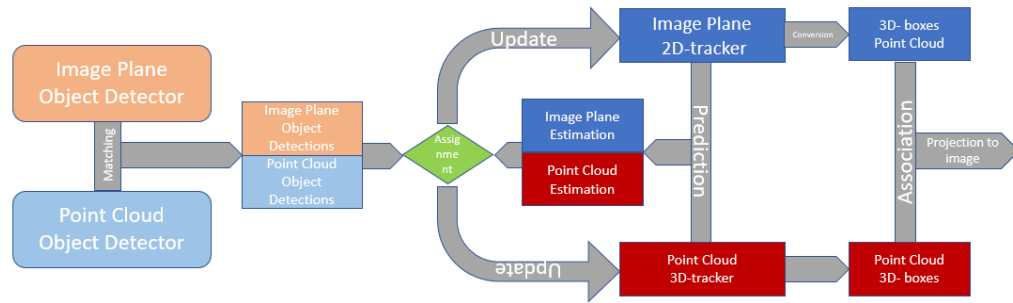 Image Plane
Object Detector
Matching
Point Cloud
Object Detector
Image Plane
Object
Detections
Point Cloud
Object
Detections
Assig
nme
nt
Update
Update
Image Plane
Estimation
Point Cloud
Estimation
Image Plane
2D-tracker
Prediction
Point Cloud
3D-tracker
Conversion
3D- boxes
Point Cloud
Association
Point Cloud
3D- boxes
Projection to
image